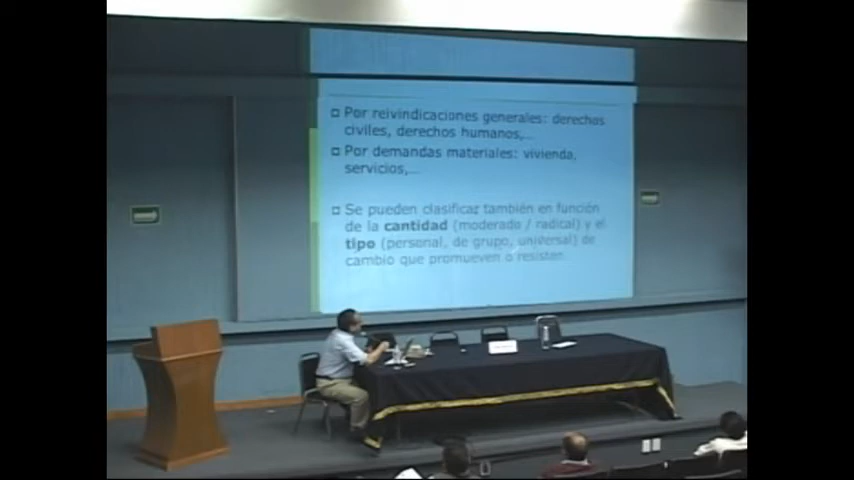 Por reivindicaciones generales: derechos
civiles, derechos humanos,...
Por demandas materiales: vivienda,
servicios,...
Se pueden clasificar también en función
de la cantidad (moderado / radical) y el
tipo (personal, de grupo, universal) de
cambio que promueven o resisten.